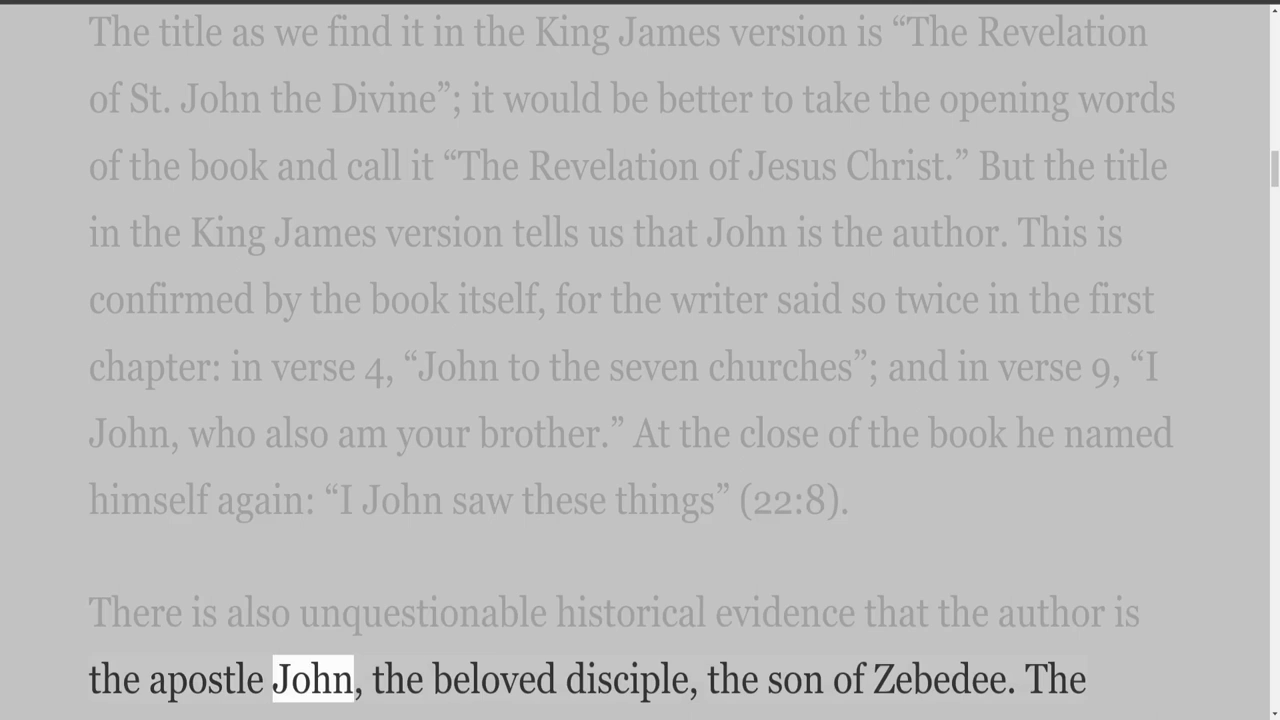 The title as we find it in the King James version is “The Revelation
of St. John the Divine”; it would be better to take the opening words
of the book and call it “The Revelation of Jesus Christ.” But the title
in the King James version tells us that John is the author. This is
confirmed by the book itself, for the writer said so twice in the first
chapter: in verse 4, “John to the seven churches”; and in verse 9, “I
John, who also am your brother.” At the close of the book he named
himself again: “I John saw these things” (22:8).
There is also unquestionable historical evidence that the author is
the apostle John, the beloved disciple, the son of Zebedee. The